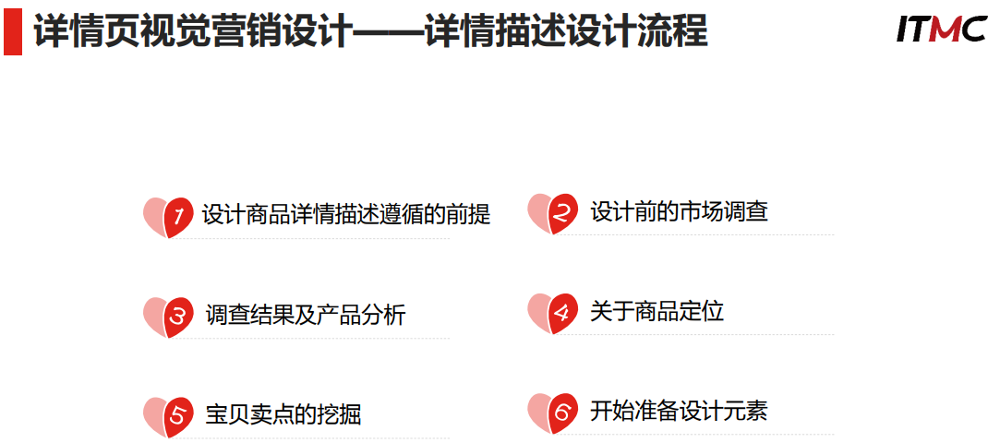 详情页视觉营销设计——详情描述设计流程
ITMC
1 设计商品详情描述遵循的前提
2 设计前的市场调查
3 调查结果及产品分析
4 关于商品定位
5 宝贝卖点的挖掘
6 开始准备设计元素